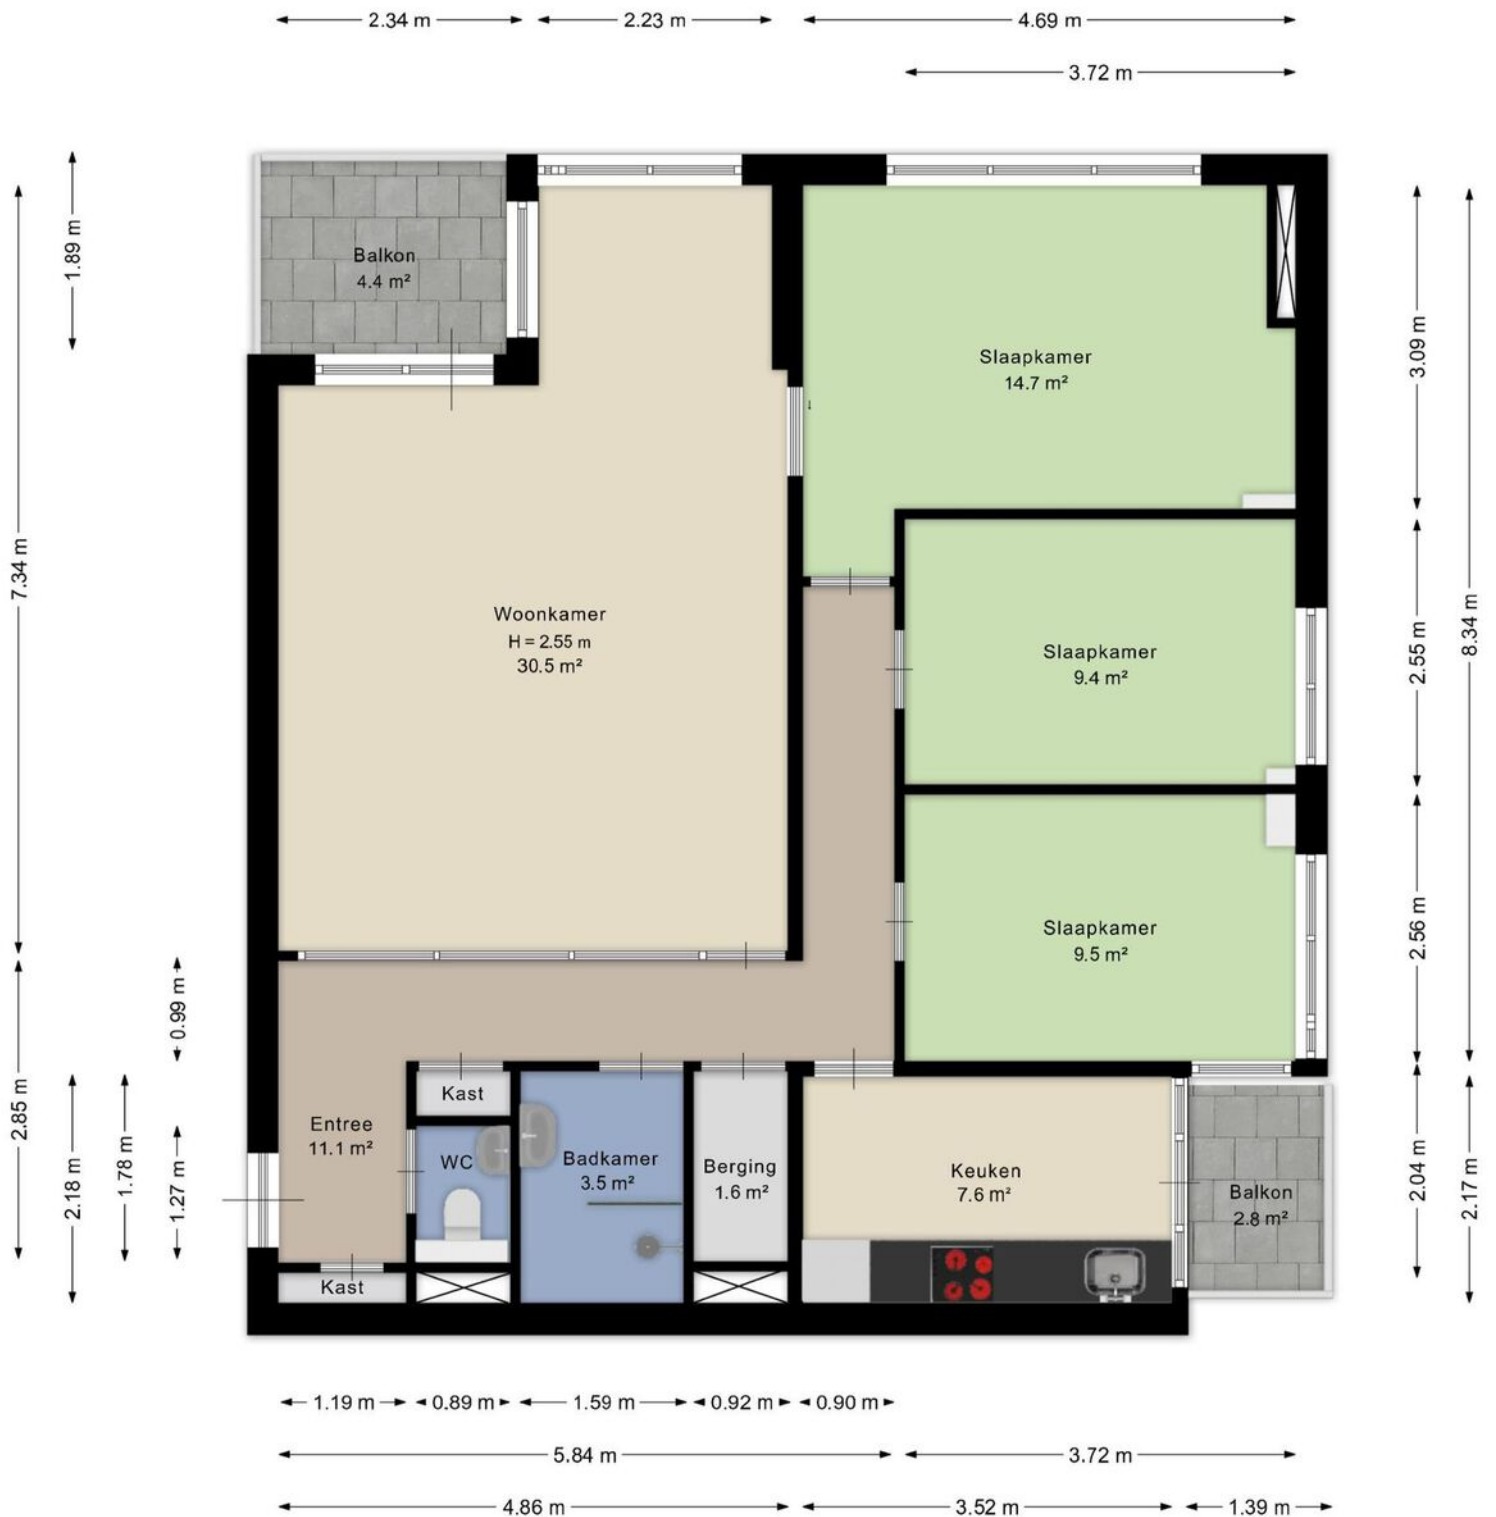 2.34 m
2.23 m
4.69 m
3.72 m
1.89 m
7.34 m
Balkon
4.4 m²
Slaapkamer
14.7 m²
3.09 m
8.34 m
Woonkamer
H = 2.55 m
30.5 m²
Slaapkamer
9.4 m²
2.55 m
Slaapkamer
9.5 m²
2.56 m
0.99 m
2.85 m
2.18 m
1.78 m
1.27 m
Kast
Entree
11.1 m²
WC
Badkamer
3.5 m²
Berging
1.6 m²
Keuken
7.6 m²
Balkon
2.8 m²
2.04 m
2.17 m
Kast
1.19 m
0.89 m
1.59 m
0.92 m
0.90 m
5.84 m
3.72 m
4.86 m
3.52 m
1.39 m